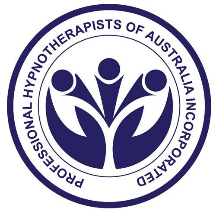 PROFESSIONAL HYPNOTHERAPISTS OF AUSTRALIA INCORPORATED